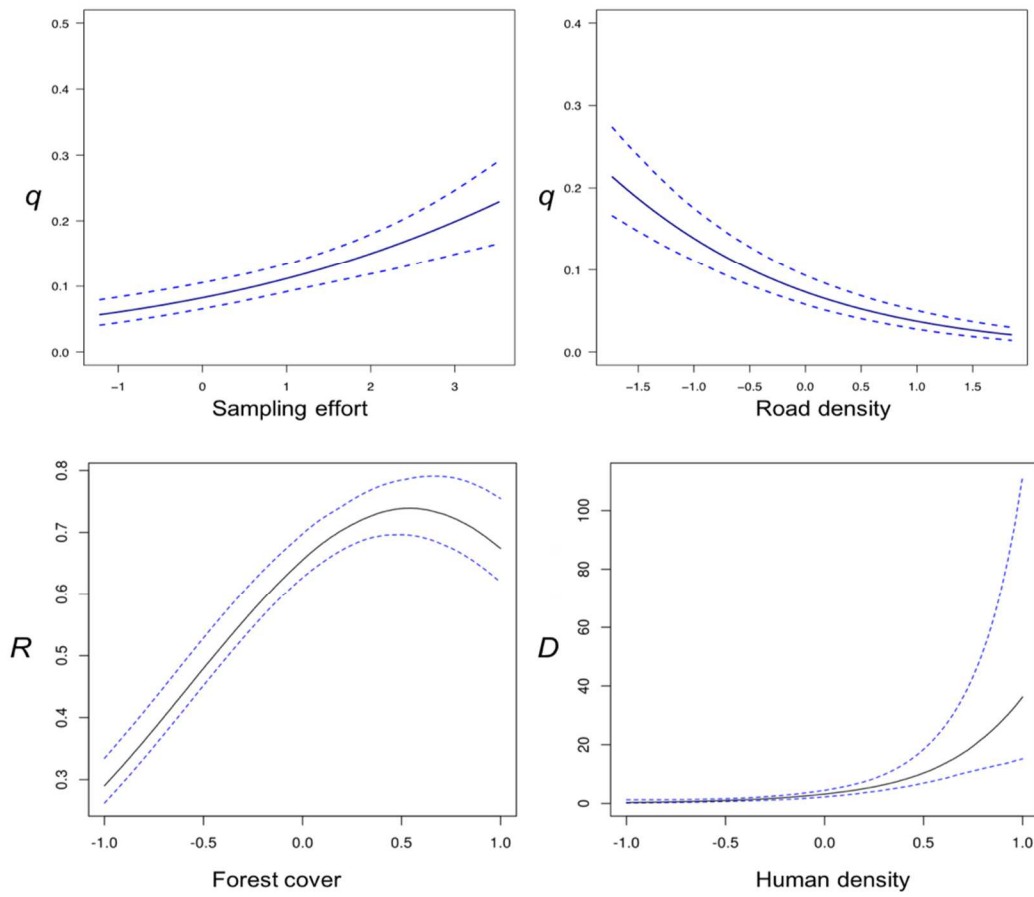 0.5
0.4
0.3
0.2
0.1
0.0
q
−1 0 1 2 3
Sampling effort
0.4
0.3
0.2
0.1
0.0
q
−1.5 −1.0 −0.5 0.0 0.5 1.0 1.5
Road density
0.8
0.7
0.6
0.5
0.4
0.3
R
-1.0 -0.5 0.0 0.5 1.0
Forest cover
100
80
60
40
20
0
D
-1.0 -0.5 0.0 0.5 1.0
Human density